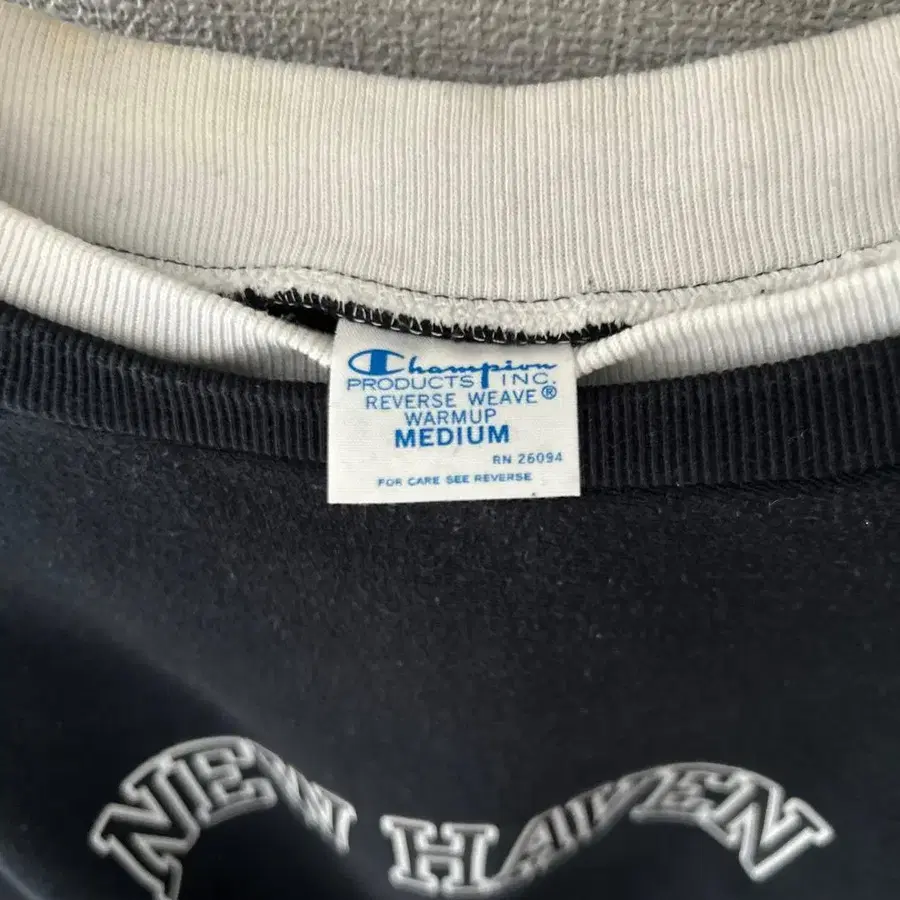 Champion
PRODUCTS INC.
REVERSE WEAVE®
WARMUP
MEDIUM
RN 26094
FOR CARE SEE REVERSE
NEW HAVEN